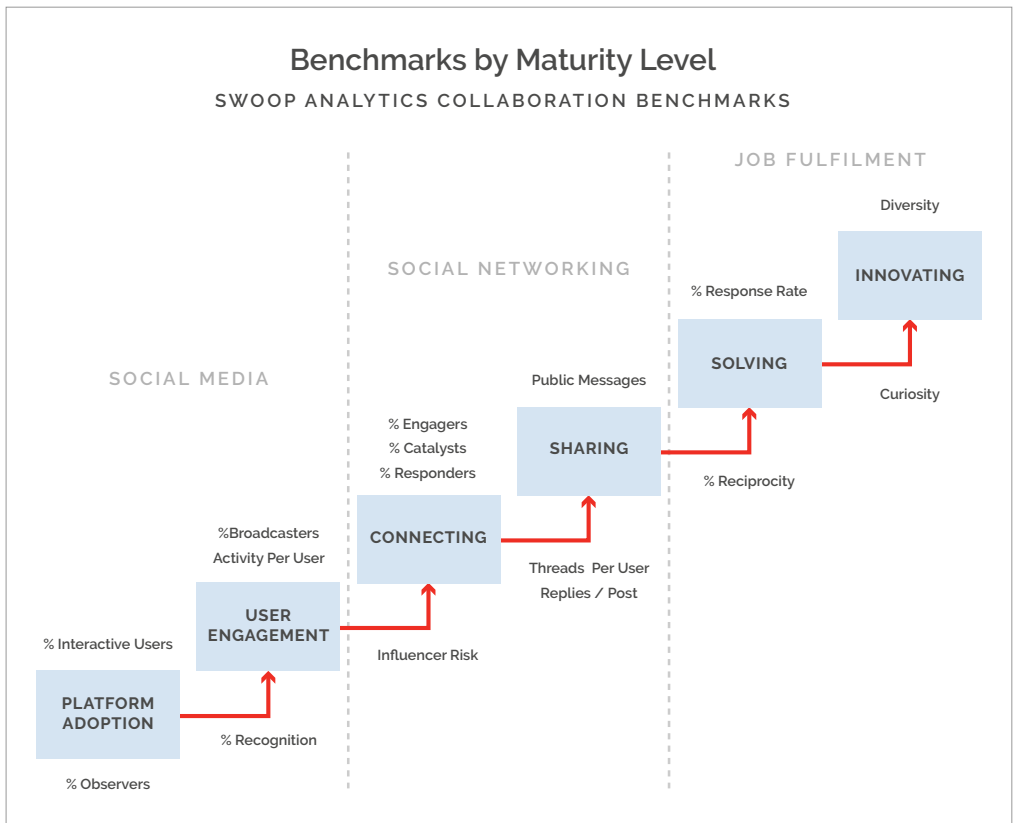 Benchmarks by Maturity Level
SWOOP ANALYTICS COLLABORATION BENCHMARKS
SOCIAL MEDIA
% Interactive Users
PLATFORM
ADOPTION
% Observers
%Broadcasters
Activity Per User
USER
ENGAGEMENT
% Recognition
SOCIAL NETWORKING
% Engagers
% Catalysts
% Responders
CONNECTING
Influencer Risk
Public Messages
SHARING
Threads Per User
Replies / Post
JOB FULFILMENT
% Response Rate
SOLVING
% Reciprocity
Diversity
INNOVATING
Curiosity